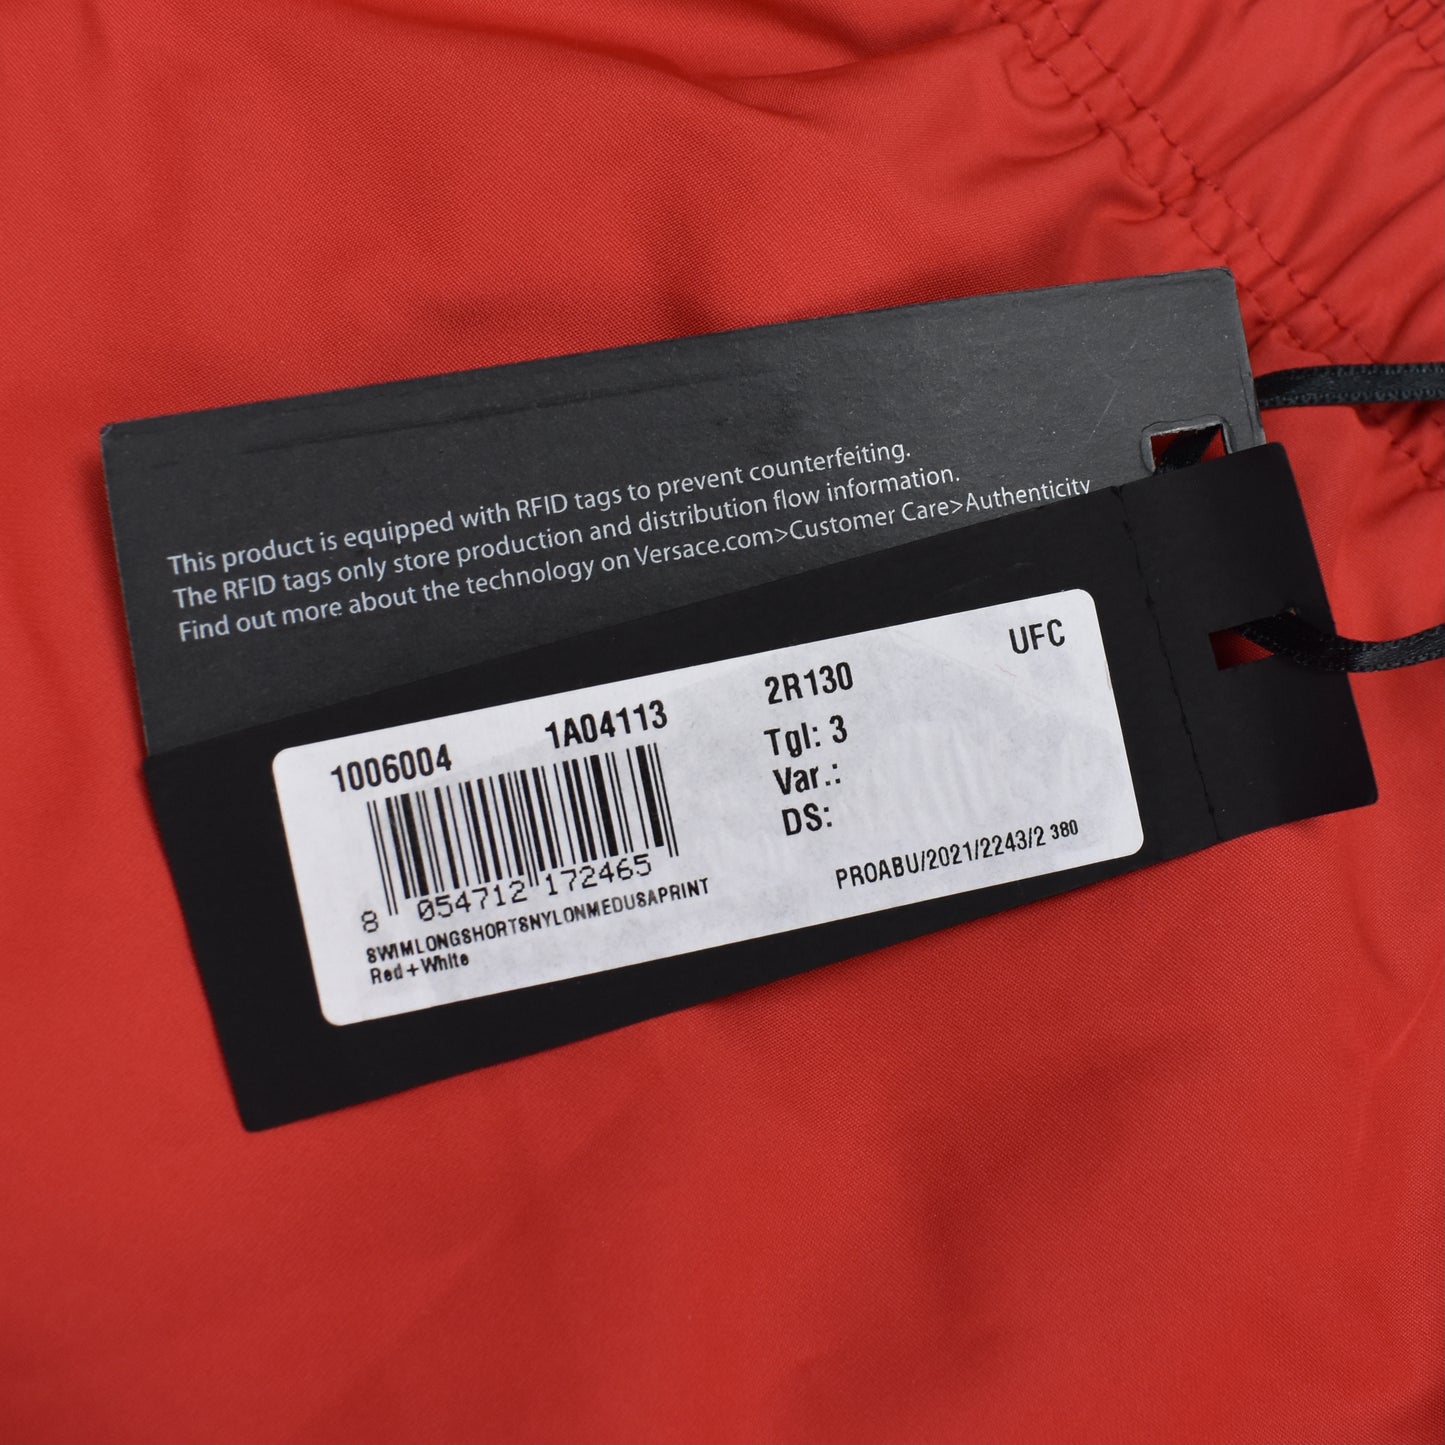 This product is equipped with RFID tags to prevent counterfeiting.
The RFID tags only store production and distribution flow information.
Find out more about the technology on Versace.com>Customer Care>Authenticity
1006004 1A04113 2R130 UFC
Tgl: 3
Var.:
DS:
8 054712 172465
SWIMLONGSHORTSNYLONMEDUSAPRINT
Red+White
PROABU/2021/2243/2 380